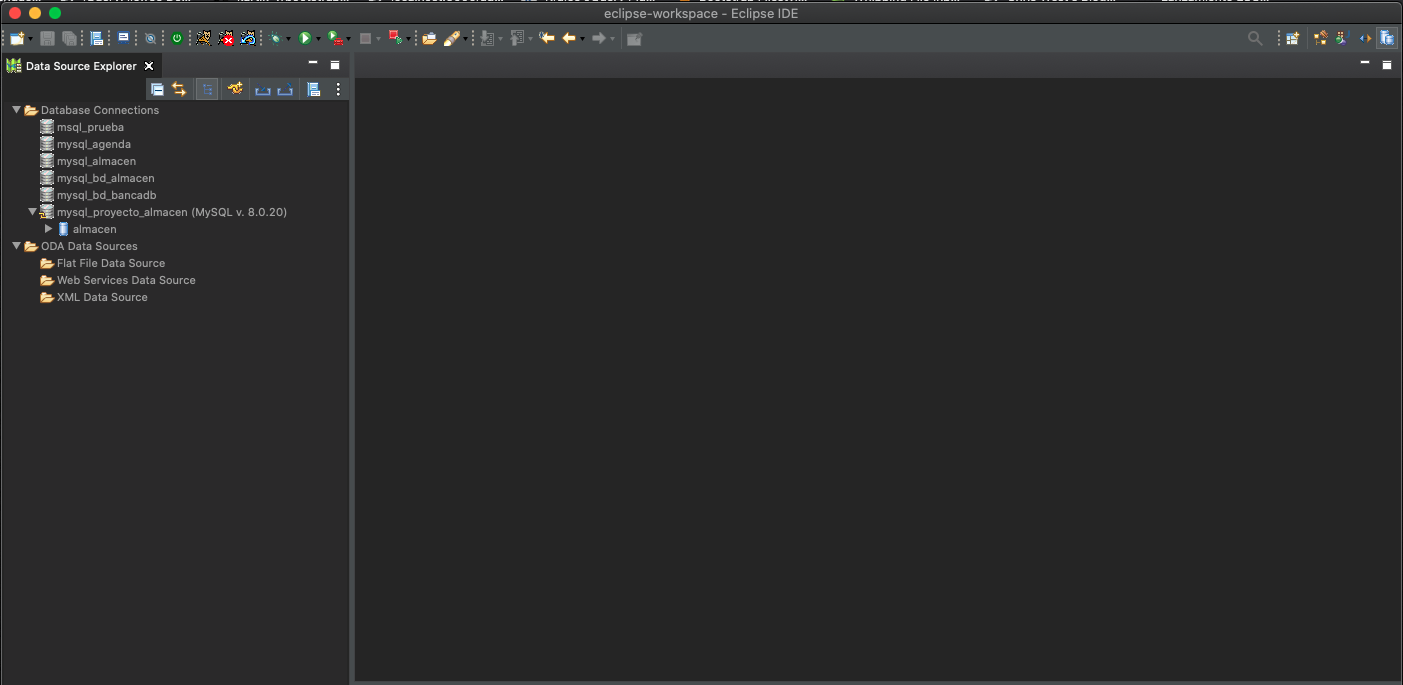 eclipse-workspace - Eclipse IDE
Data Source Explorer
Database Connections
msql_prueba
mysql_agenda
mysql_almacen
mysql_bd_almacen
mysql_bd_bancadb
mysql_proyecto_almacen (MySQL v. 8.0.20)
almacen
ODA Data Sources
Flat File Data Source
Web Services Data Source
XML Data Source